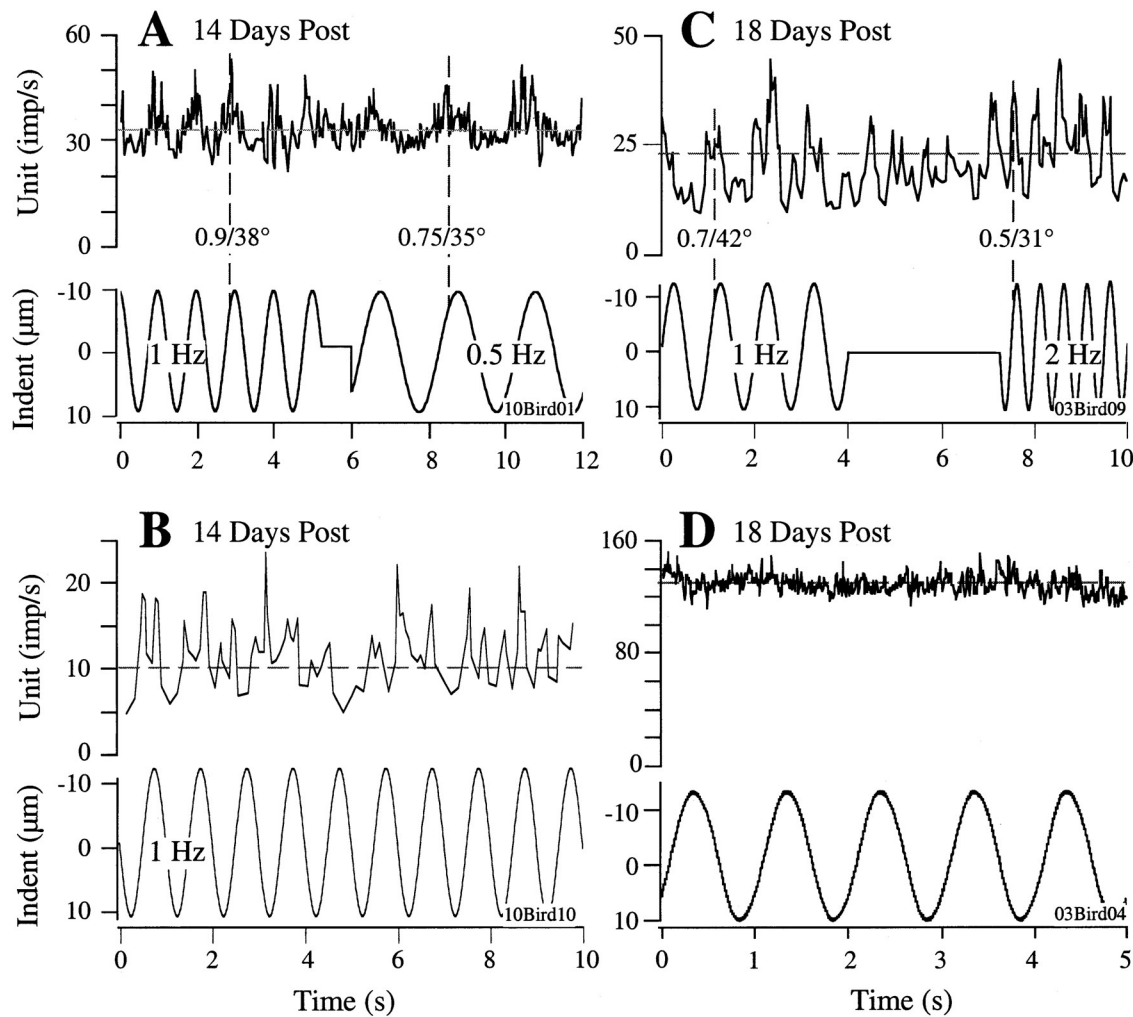 A 14 Days Post
60
30
0
Unit (imp/s)
0.9/38°
0.75/35°
-10
0
10
Indent (μm)
1 Hz
0.5 Hz
10Bird01
0 2 4 6 8 10 12
C 18 Days Post
50
25
0
0.7/42°
0.5/31°
-10
0
10
1 Hz
2 Hz
03Bird09
0 2 4 6 8 10
B 14 Days Post
20
10
0
Unit (imp/s)
-10
0
10
Indent (μm)
1 Hz
10Bird10
0 2 4 6 8 10
Time (s)
D 18 Days Post
160
80
0
-10
0
10
03Bird04
0 1 2 3 4 5
Time (s)